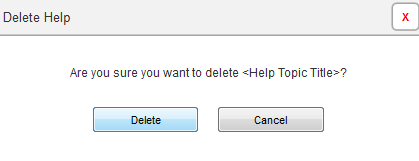 Delete Help
X
Are you sure you want to delete <Help Topic Title>?
Delete
Cancel